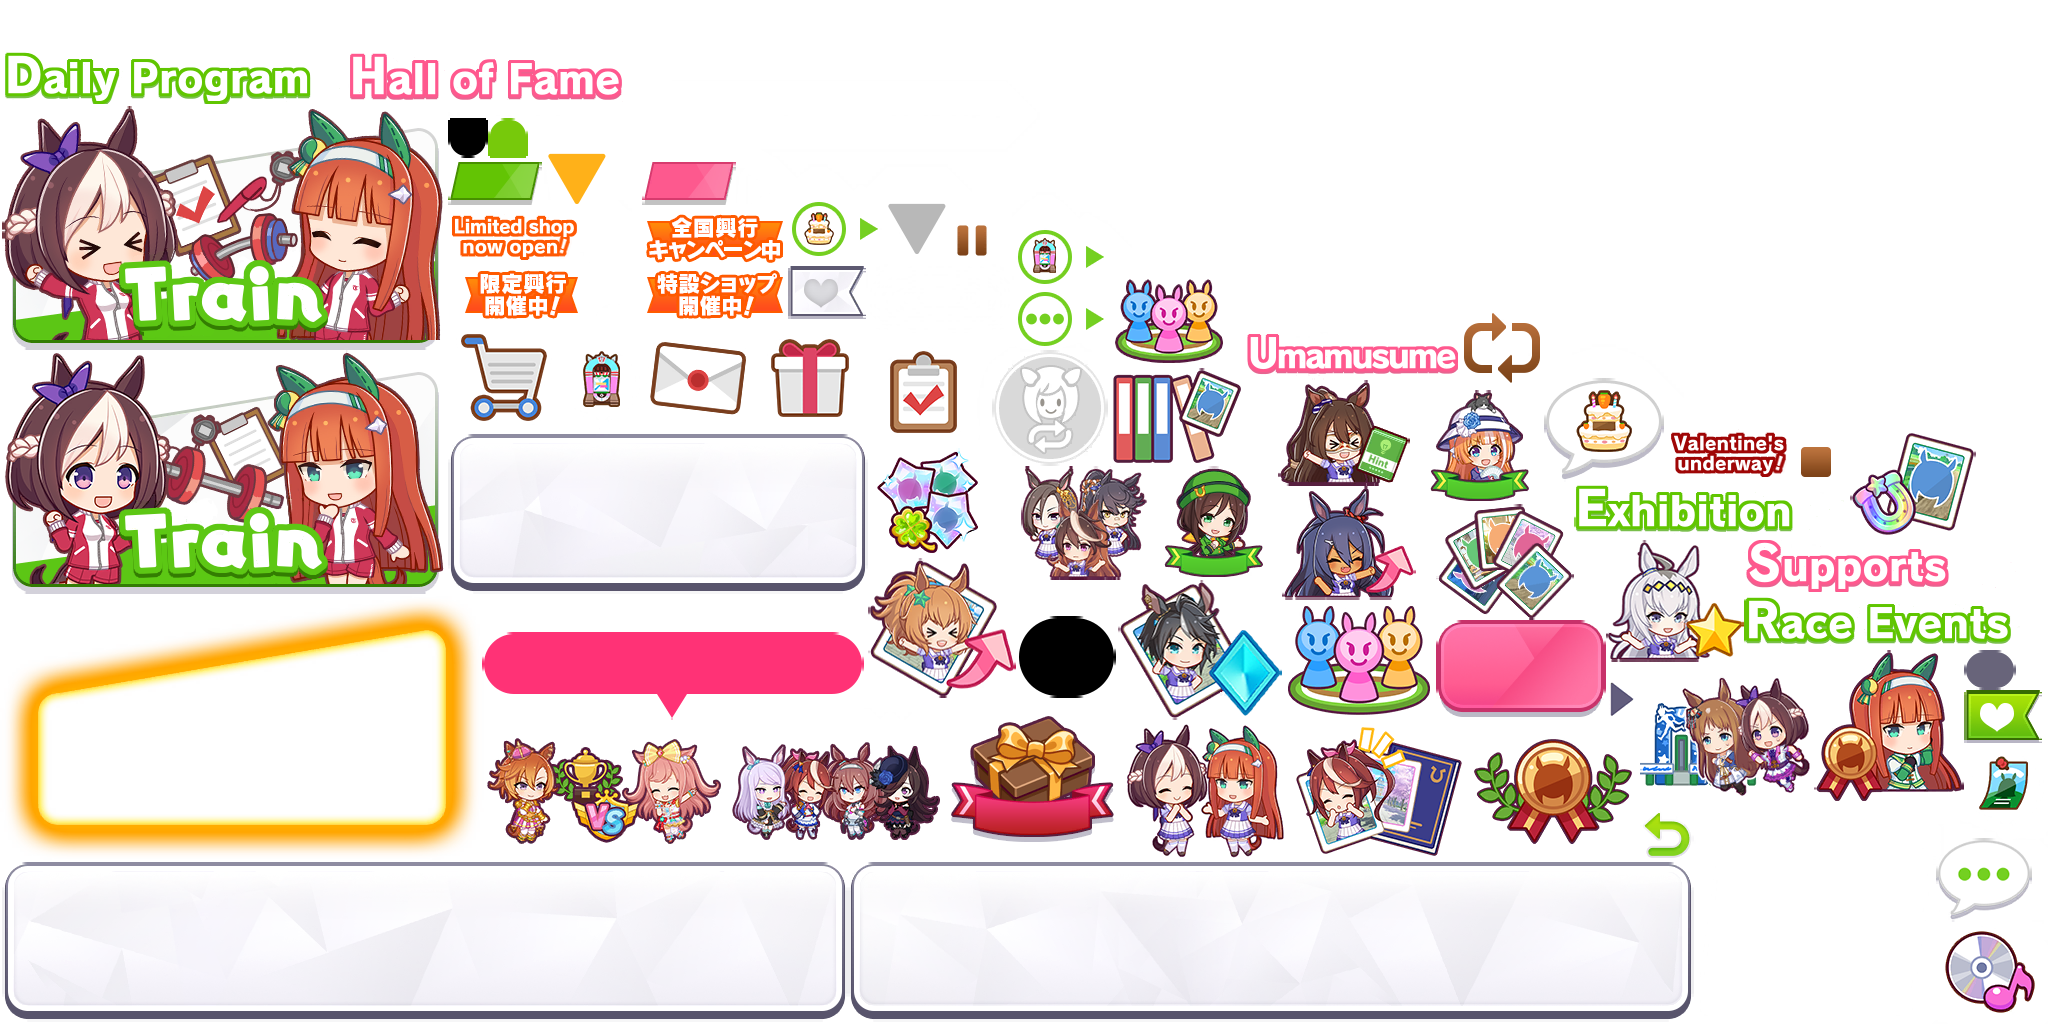 Daily Program
Hall of Fame
Train
Limited shop
now open!
全国興行
キャンペーン中
限定興行
開催中!
特設ショップ
開催中!
Umamusume
Train
Hint
Valentine's
underway!
Exhibition
Supports
Race Events
VS